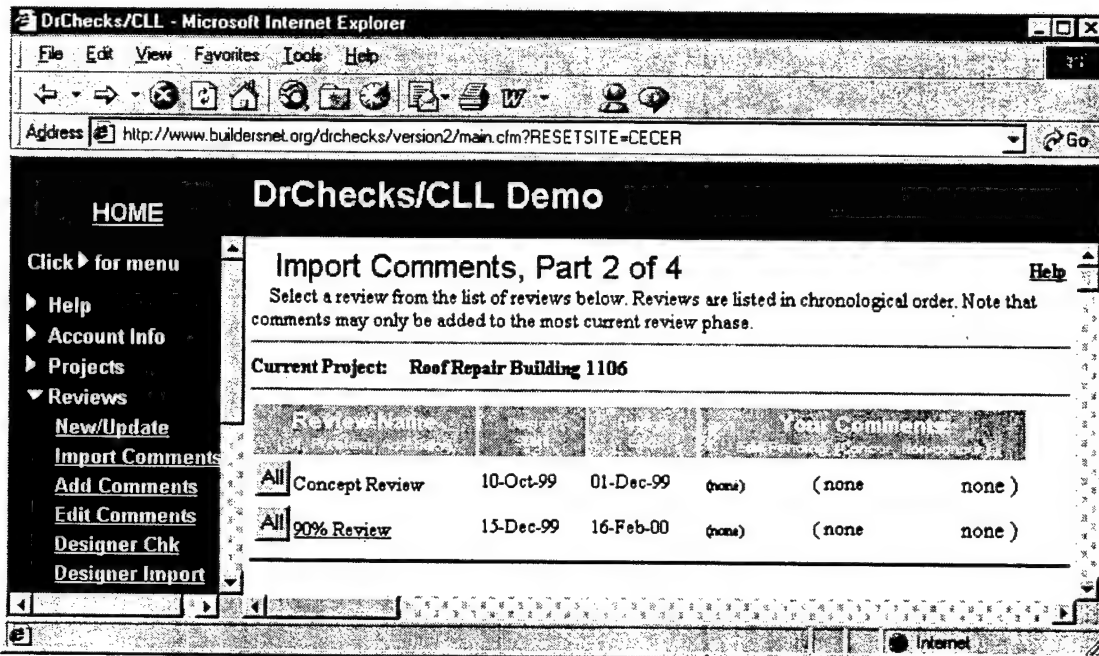 DrChecks/CLL - Microsoft Internet Explorer
File Edit View Favorites Tools Help
Address http://www.buildersnet.org/drchecks/version2/main.cfm?RESETSITE=CECER Go
HOME
DrChecks/CLL Demo
Click for menu
Help
Account Info
Projects
Reviews
New/Update
Import Comments
Add Comments
Edit Comments
Designer Chk
Designer Import
Import Comments, Part 2 of 4
Help
Select a review from the list of reviews below. Reviews are listed in chronological order. Note that
comments may only be added to the most current review phase.
Current Project: Roof Repair Building 1106
Review Name Your Comments:
All Concept Review 10-Oct-99 01-Dec-99 (none) (none none)
All 90% Review 15-Dec-99 16-Feb-00 (none) (none none)
Internet